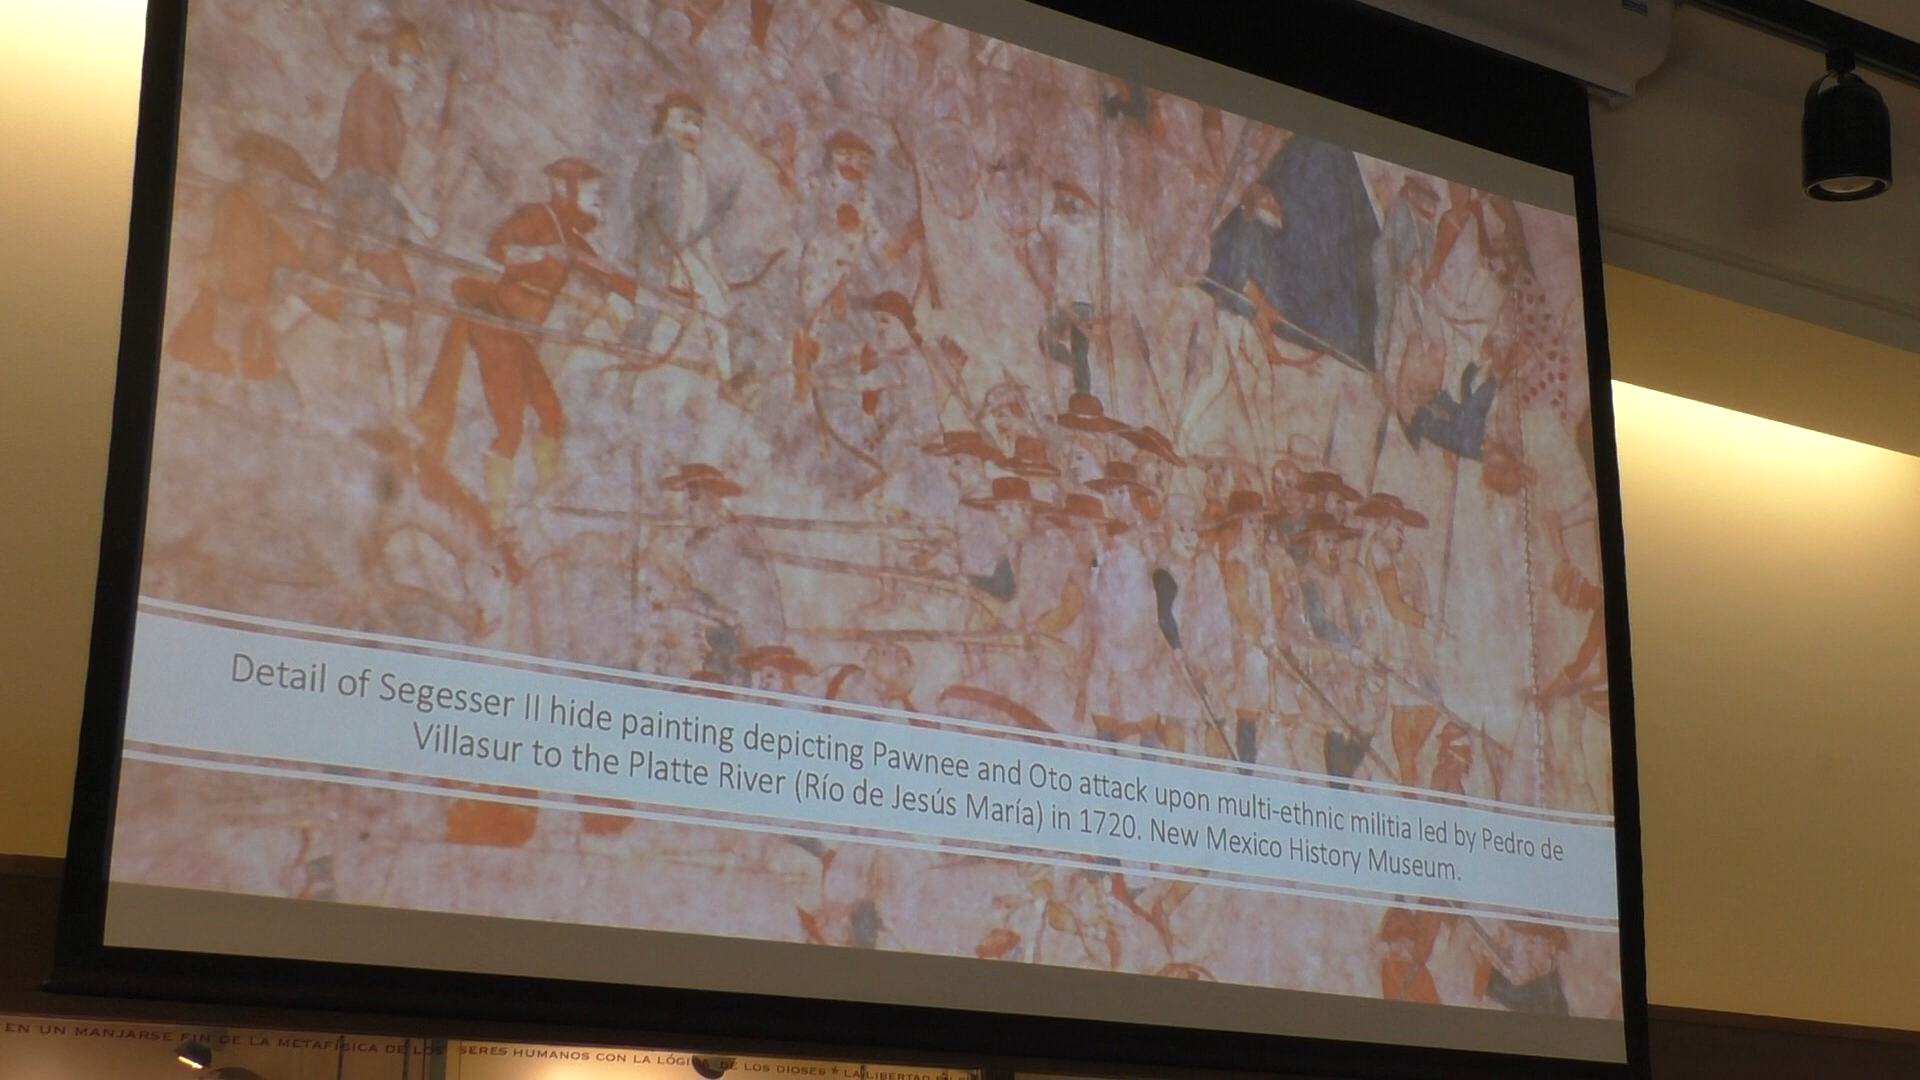 Detail of Segesser II hide painting depicting Pawnee and Oto attack upon multi-ethnic militia led by Pedro de
Villasur to the Platte River (Río de Jesús María) in 1720. New Mexico History Museum.
EN UN MANJARSE FIN DE LA METAFÍSICA DE LOS SERES HUMANOS CON LA LÓGICA DE LOS DIOSES * LA LIBERTAD